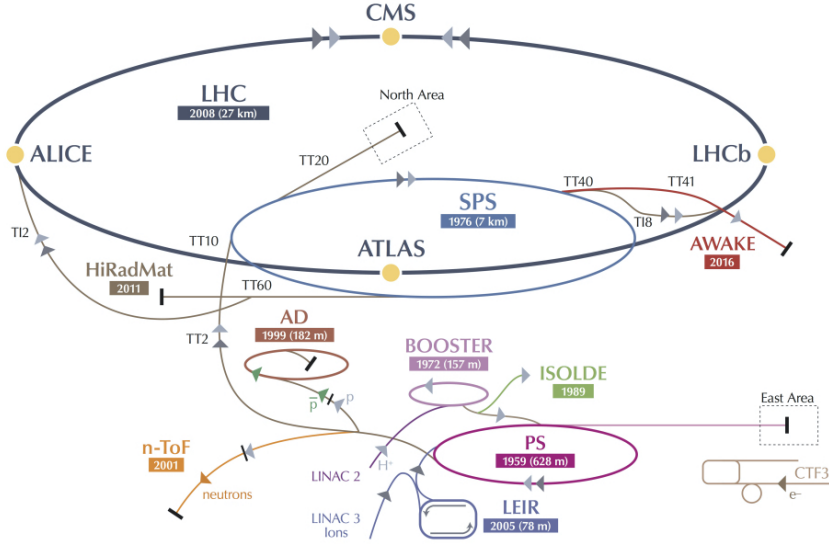 CMS
LHC
2008 (27 km)
North Area
ALICE
LHCb
TT20
TT40
TT41
SPS
1976 (7 km)
TI2
TT10
TI8
ATLAS
AWAKE
2016
HiRadMat
2011
TT60
AD
1999 (182 m)
TT2
BOOSTER
1972 (157 m)
ISOLDE
1989
p̅
p
East Area
n-ToF
2001
PS
1959 (628 m)
LINAC 2
H⁺
neutrons
CTF3
e⁻
LINAC 3
Ions
LEIR
2005 (78 m)